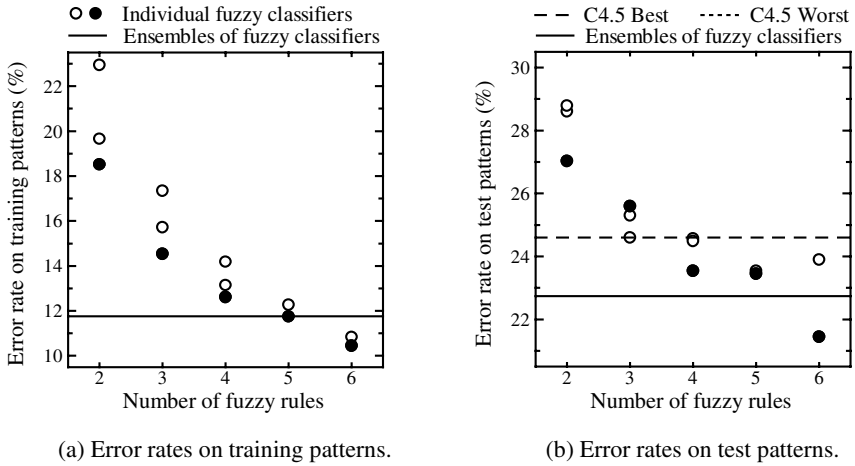 Individual fuzzy classifiers
Ensembles of fuzzy classifiers
Error rate on training patterns (%)
22
20
18
16
14
12
10
2 3 4 5 6
Number of fuzzy rules
(a) Error rates on training patterns.
C4.5 Best C4.5 Worst
Ensembles of fuzzy classifiers
Error rate on test patterns (%)
30
28
26
24
22
2 3 4 5 6
Number of fuzzy rules
(b) Error rates on test patterns.